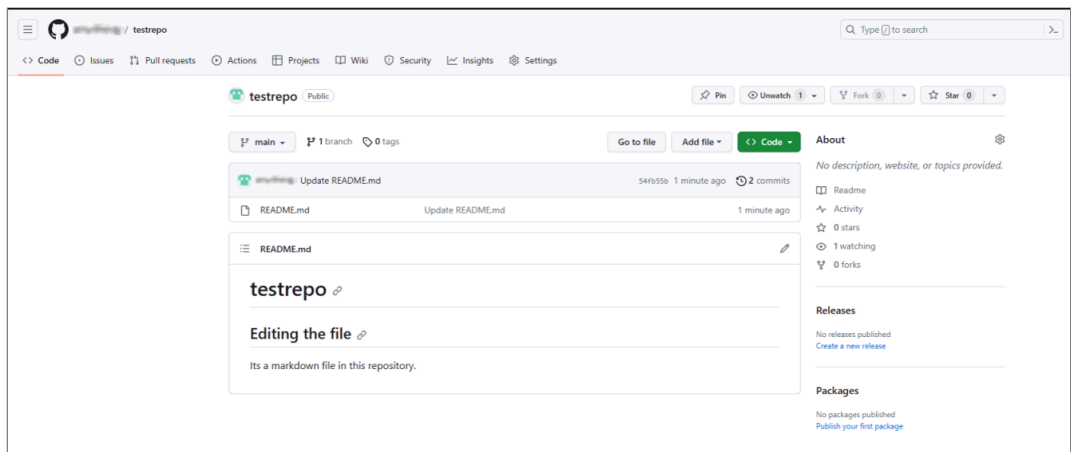 / testrepo
Type / to search
Code Issues Pull requests Actions Projects Wiki Security Insights Settings
testrepo Public
Pin Unwatch 1 Fork 0 Star 0
main 1 branch 0 tags Go to file Add file Code
Update README.md 54fb55b 1 minute ago 2 commits
README.md Update README.md 1 minute ago
README.md
testrepo
Editing the file
Its a markdown file in this repository.
About
No description, website, or topics provided.
Readme
Activity
0 stars
1 watching
0 forks
Releases
No releases published
Create a new release
Packages
No packages published
Publish your first package